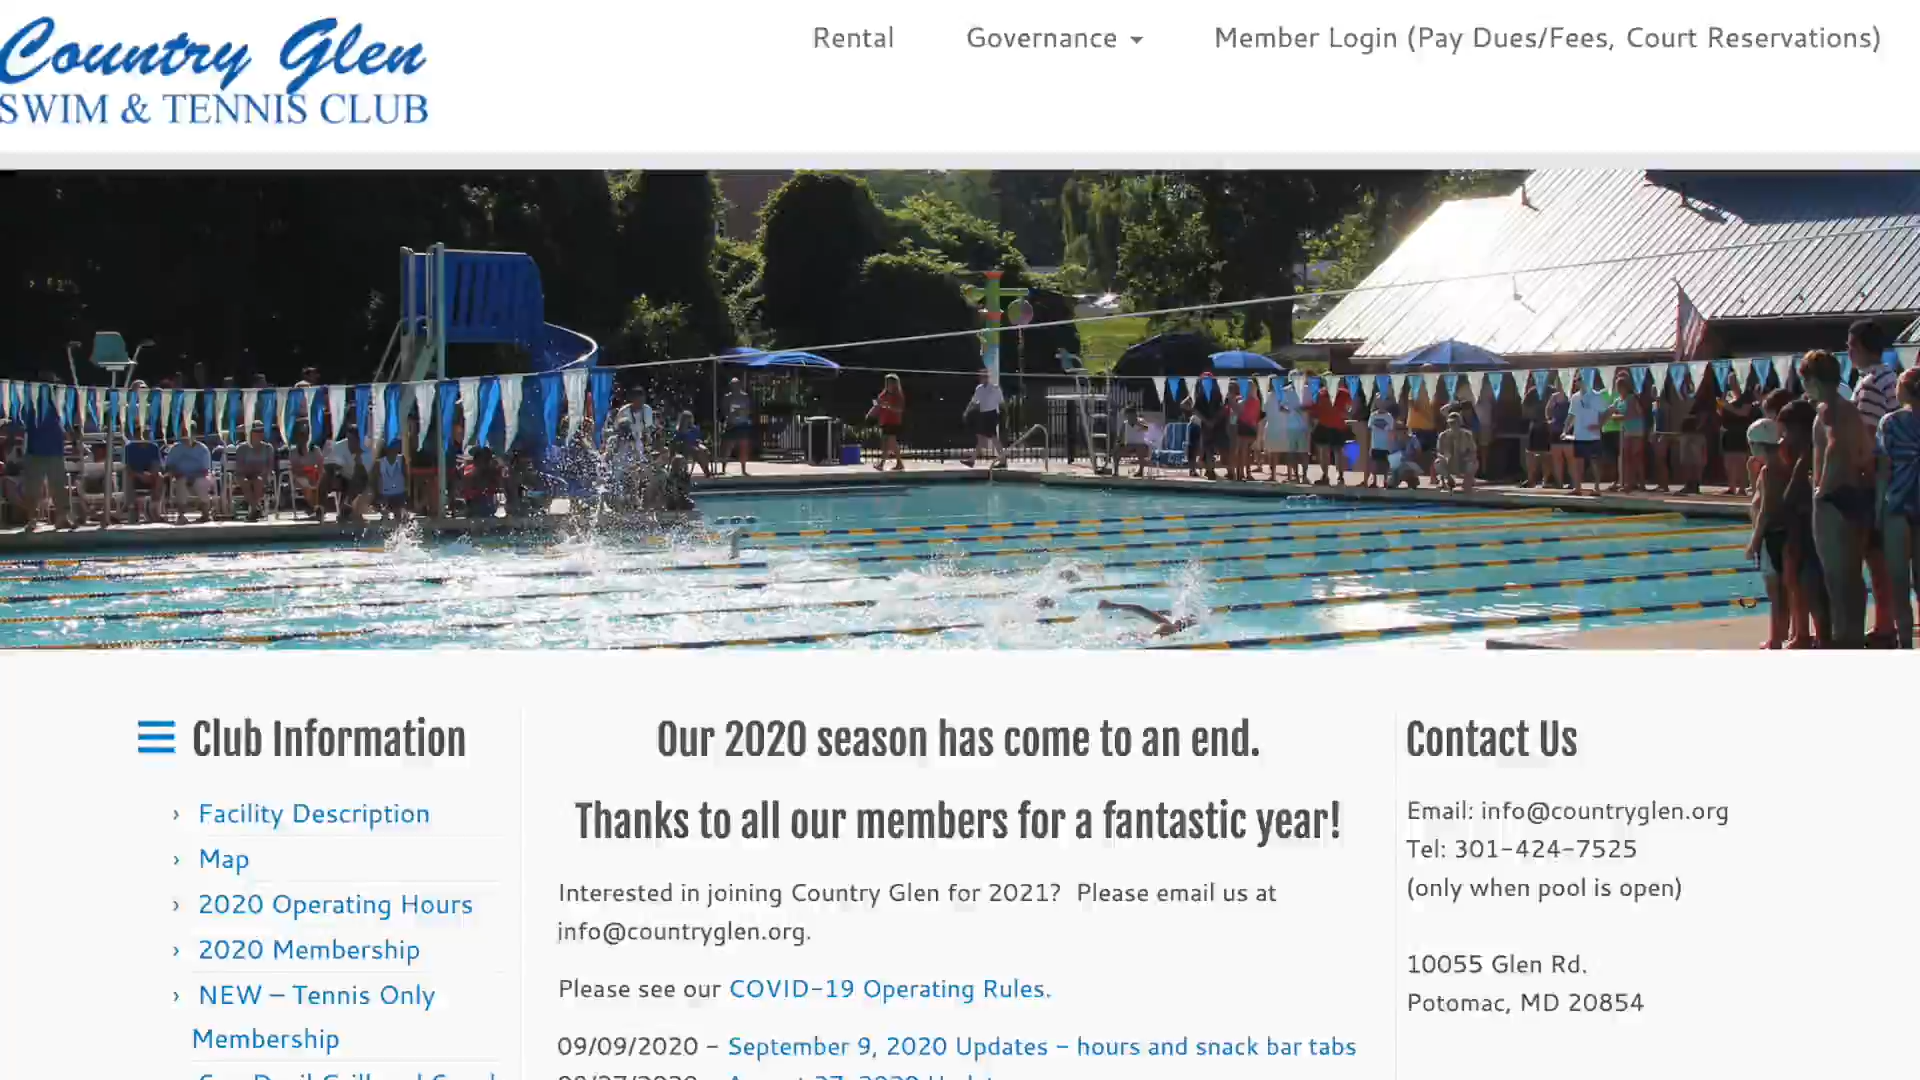 Country Glen
SWIM & TENNIS CLUB
Rental
Governance
Member Login (Pay Dues/Fees, Court Reservations)
Club Information
› Facility Description
› Map
› 2020 Operating Hours
› 2020 Membership
› NEW – Tennis Only
Membership
Our 2020 season has come to an end.
Thanks to all our members for a fantastic year!
Interested in joining Country Glen for 2021? Please email us at
info@countryglen.org.
Please see our COVID-19 Operating Rules.
09/09/2020 – September 9, 2020 Updates – hours and snack bar tabs
Contact Us
Email: info@countryglen.org
Tel: 301-424-7525
(only when pool is open)
10055 Glen Rd.
Potomac, MD 20854